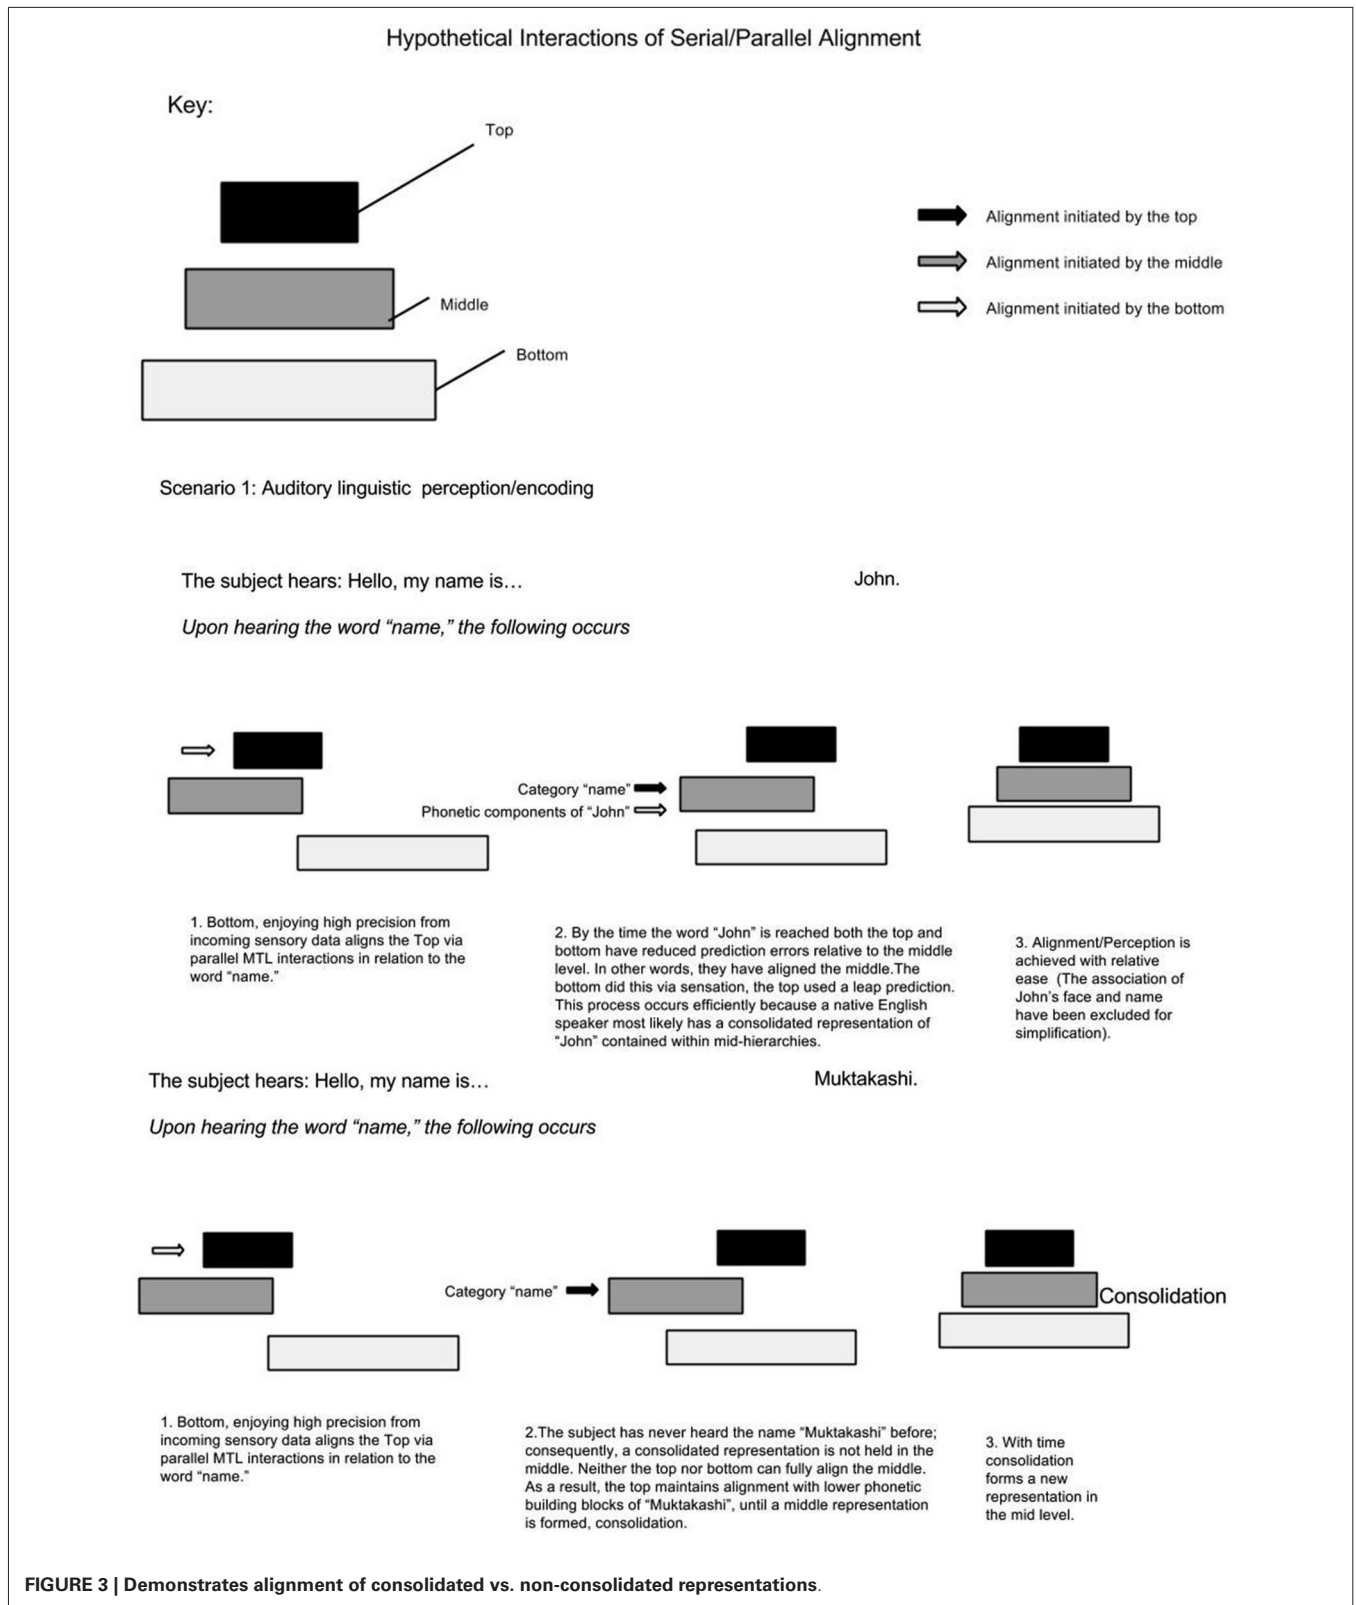 Hypothetical Interactions of Serial/Parallel Alignment
Key:
Top
Middle
Bottom
Alignment initiated by the top
Alignment initiated by the middle
Alignment initiated by the bottom
Scenario 1: Auditory linguistic perception/encoding
The subject hears: Hello, my name is…
John.
Upon hearing the word “name,” the following occurs
Category “name”
Phonetic components of “John”
1. Bottom, enjoying high precision from
incoming sensory data aligns the Top via
parallel MTL interactions in relation to the
word “name.”
2. By the time the word “John” is reached both the top and
bottom have reduced prediction errors relative to the middle
level. In other words, they have aligned the middle.The
bottom did this via sensation, the top used a leap prediction.
This process occurs efficiently because a native English
speaker most likely has a consolidated representation of
“John” contained within mid-hierarchies.
3. Alignment/Perception is
achieved with relative
ease (The association of
John’s face and name
have been excluded for
simplification).
The subject hears: Hello, my name is…
Muktakashi.
Upon hearing the word “name,” the following occurs
Category “name”
Consolidation
1. Bottom, enjoying high precision from
incoming sensory data aligns the Top via
parallel MTL interactions in relation to the
word “name.”
2.The subject has never heard the name “Muktakashi” before;
consequently, a consolidated representation is not held in the
middle. Neither the top nor bottom can fully align the middle.
As a result, the top maintains alignment with lower phonetic
building blocks of “Muktakashi”, until a middle representation
is formed, consolidation.
3. With time
consolidation
forms a new
representation in
the mid level.
FIGURE 3 | Demonstrates alignment of consolidated vs. non-consolidated representations.